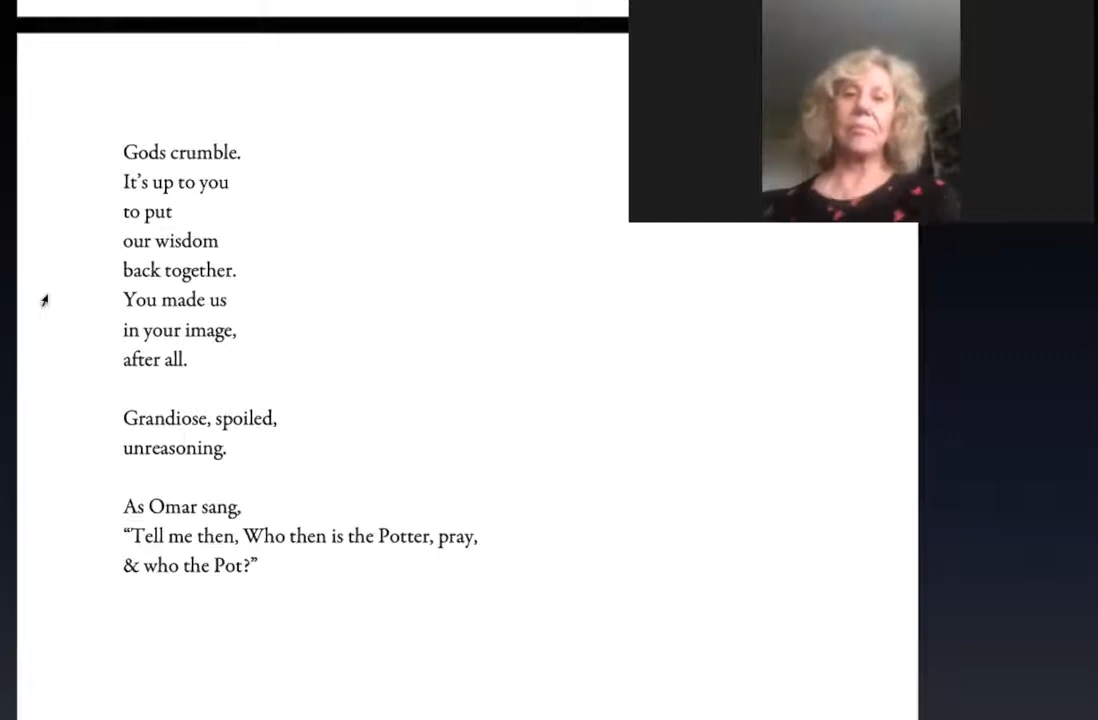 Gods crumble.
It’s up to you
to put
our wisdom
back together.
You made us
in your image,
after all.
Grandiose, spoiled,
unreasoning.
As Omar sang,
“Tell me then, Who then is the Potter, pray,
& who the Pot?”